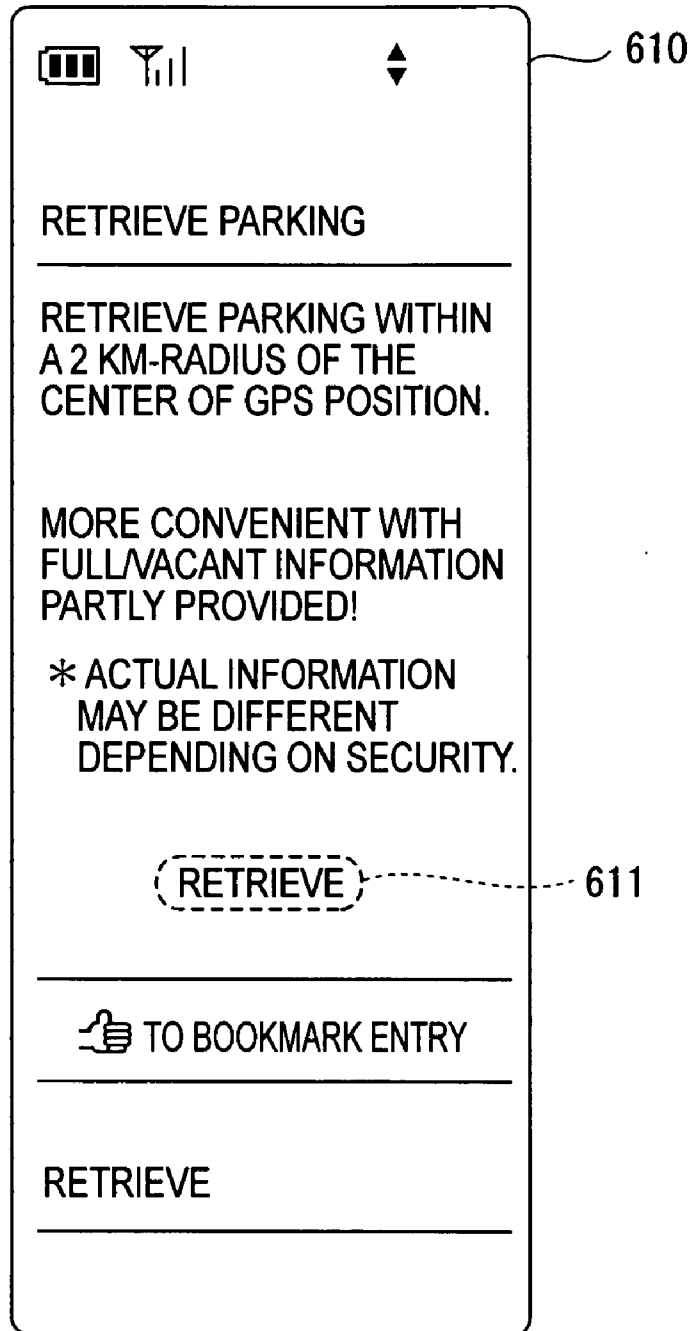 610
RETRIEVE PARKING
RETRIEVE PARKING WITHIN
A 2 KM-RADIUS OF THE
CENTER OF GPS POSITION.
MORE CONVENIENT WITH
FULL/VACANT INFORMATION
PARTLY PROVIDED!
* ACTUAL INFORMATION
MAY BE DIFFERENT
DEPENDING ON SECURITY.
RETRIEVE 611
TO BOOKMARK ENTRY
RETRIEVE